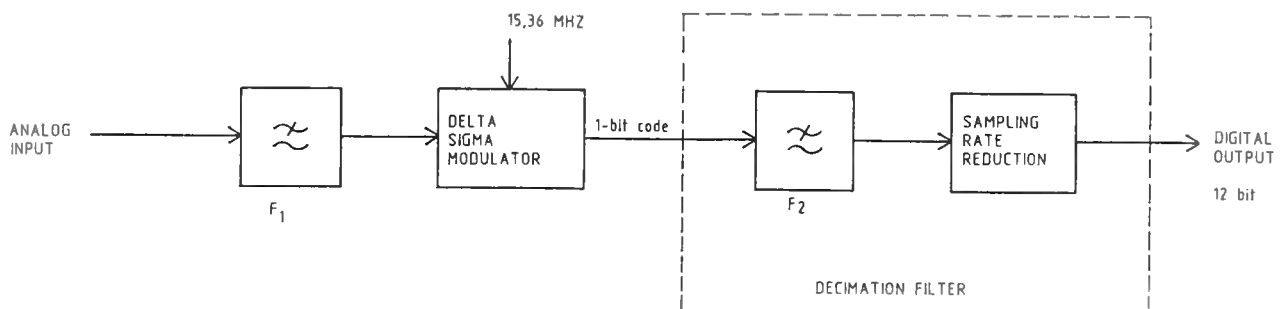 15,36 MHZ
ANALOG
INPUT
F1
DELTA
SIGMA
MODULATOR
1-bit code
F2
SAMPLING
RATE
REDUCTION
DIGITAL
OUTPUT
12 bit
DECIMATION FILTER